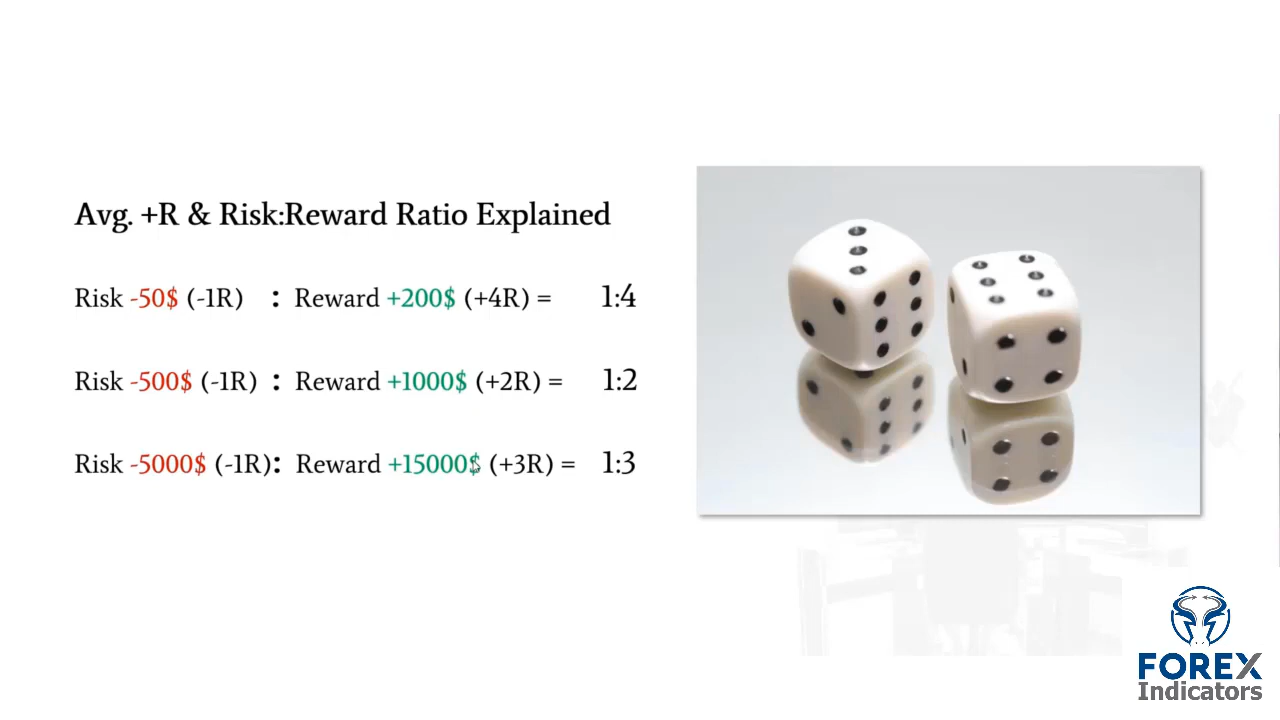 Avg. +R & Risk:Reward Ratio Explained
Risk -50$ (-1R) : Reward +200$ (+4R) = 1:4
Risk -500$ (-1R) : Reward +1000$ (+2R) = 1:2
Risk -5000$ (-1R): Reward +15000$ (+3R) = 1:3
FOREX
Indicators